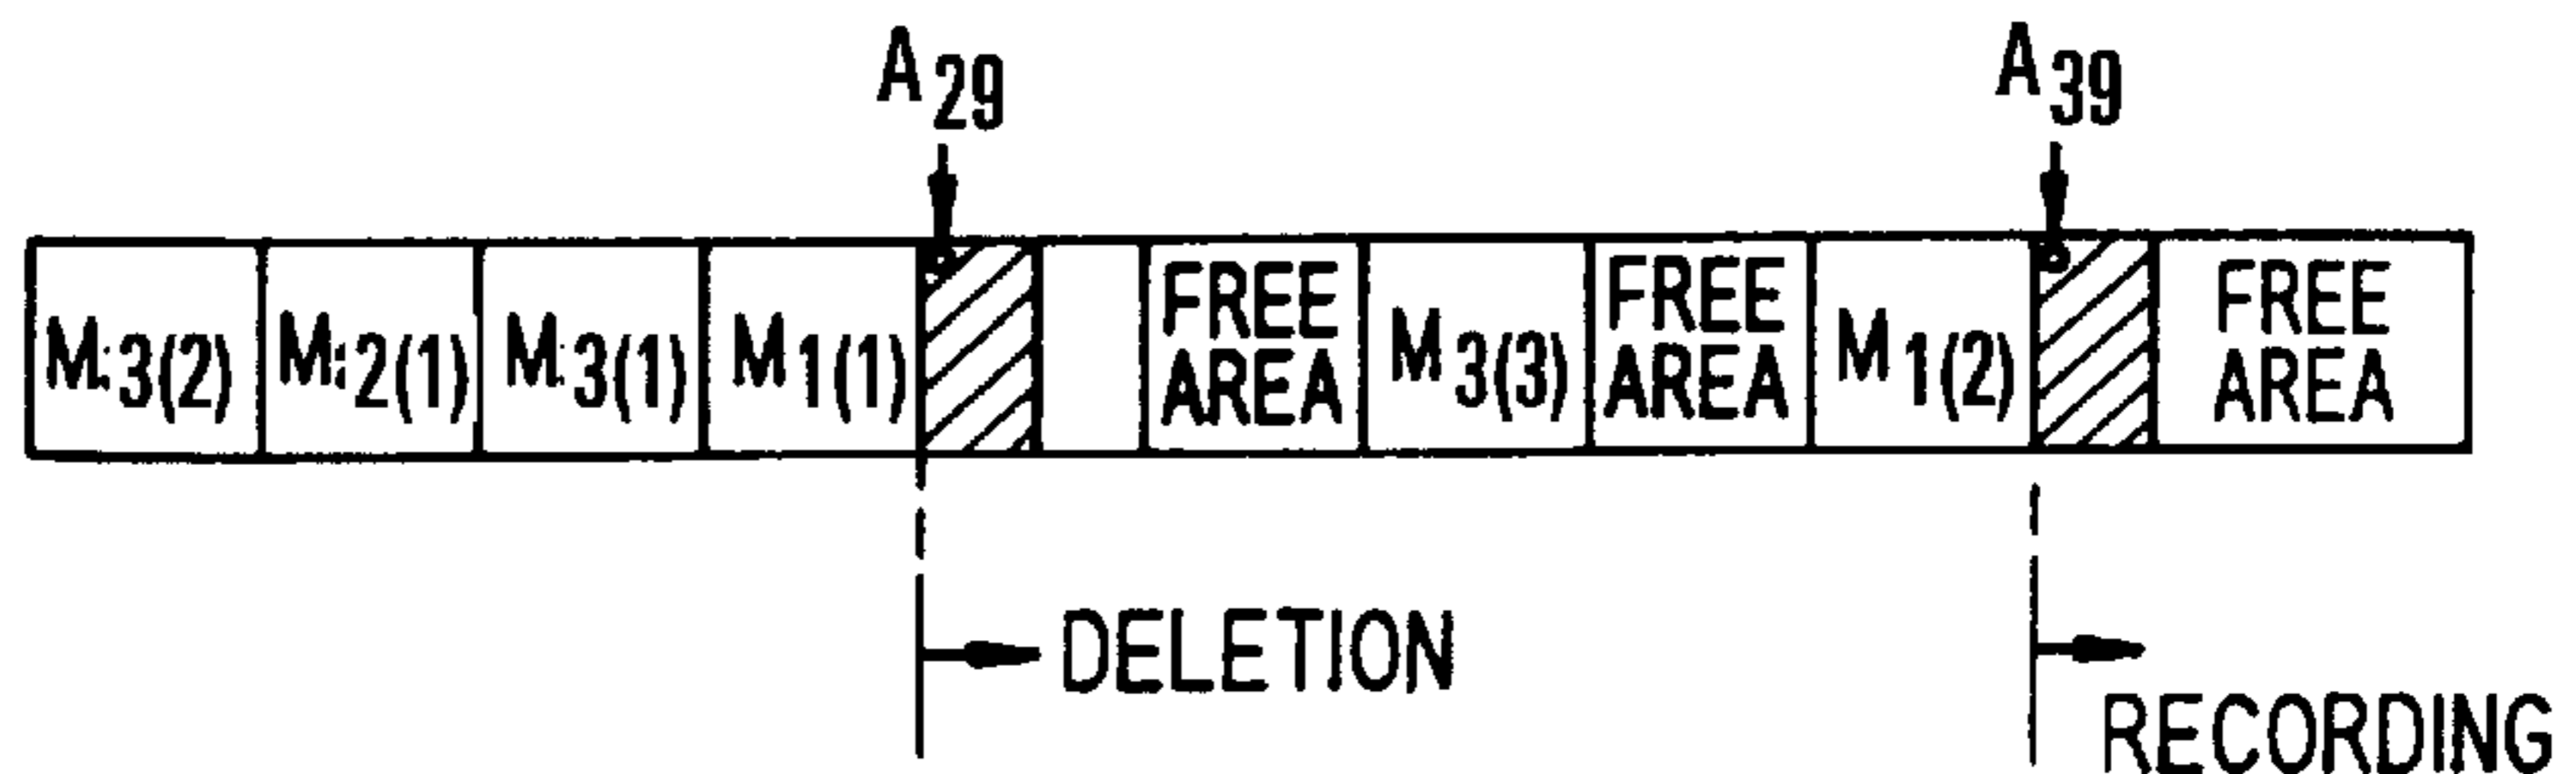 A29 A39
M3(2) M2(1) M3(1) M1(1) FREE AREA M3(3) FREE AREA M1(2) FREE AREA
DELETION
RECORDING